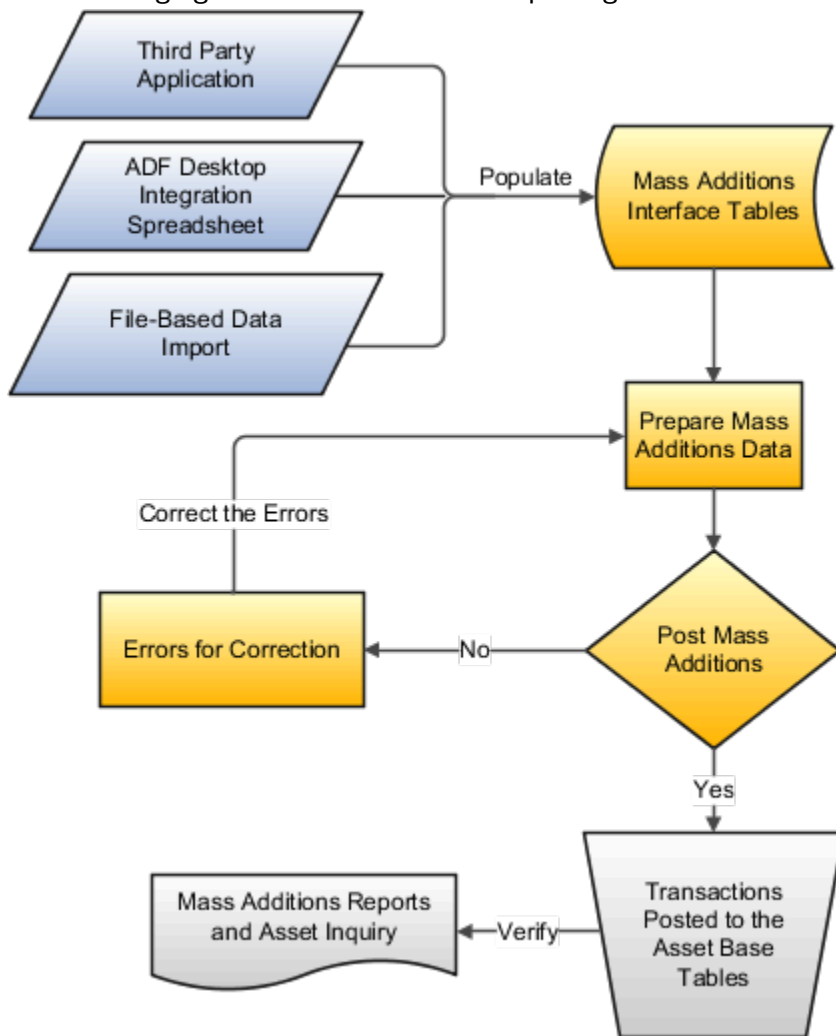 Third Party
Application
ADF Desktop
Integration
Spreadsheet
File-Based Data
Import
Populate
Mass Additions
Interface Tables
Prepare Mass
Additions Data
Correct the Errors
Errors for Correction
No
Post Mass
Additions
Yes
Mass Additions Reports
and Asset Inquiry
Verify
Transactions
Posted to the
Asset Base
Tables